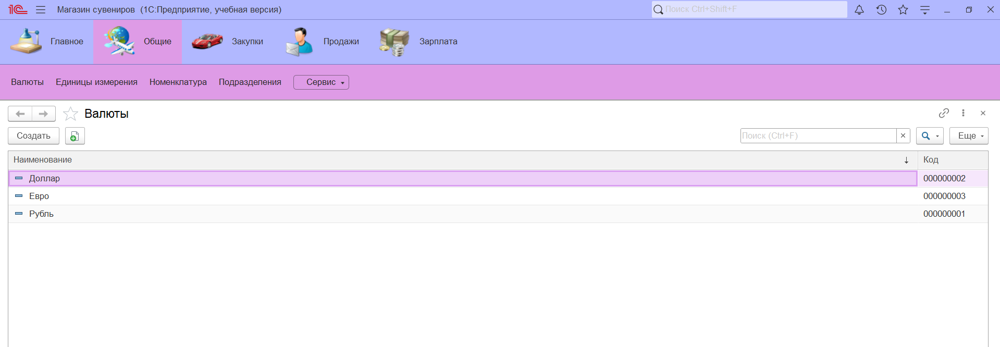 1С Магазин сувениров (1С:Предприятие, учебная версия) Поиск Ctrl+Shift+F
Главное Общие Закупки Продажи Зарплата
Валюты Единицы измерения Номенклатура Подразделения Сервис
Валюты
Создать Поиск (Ctrl+F) × Еще
Наименование ↓ Код
Доллар 000000002
Евро 000000003
Рубль 000000001